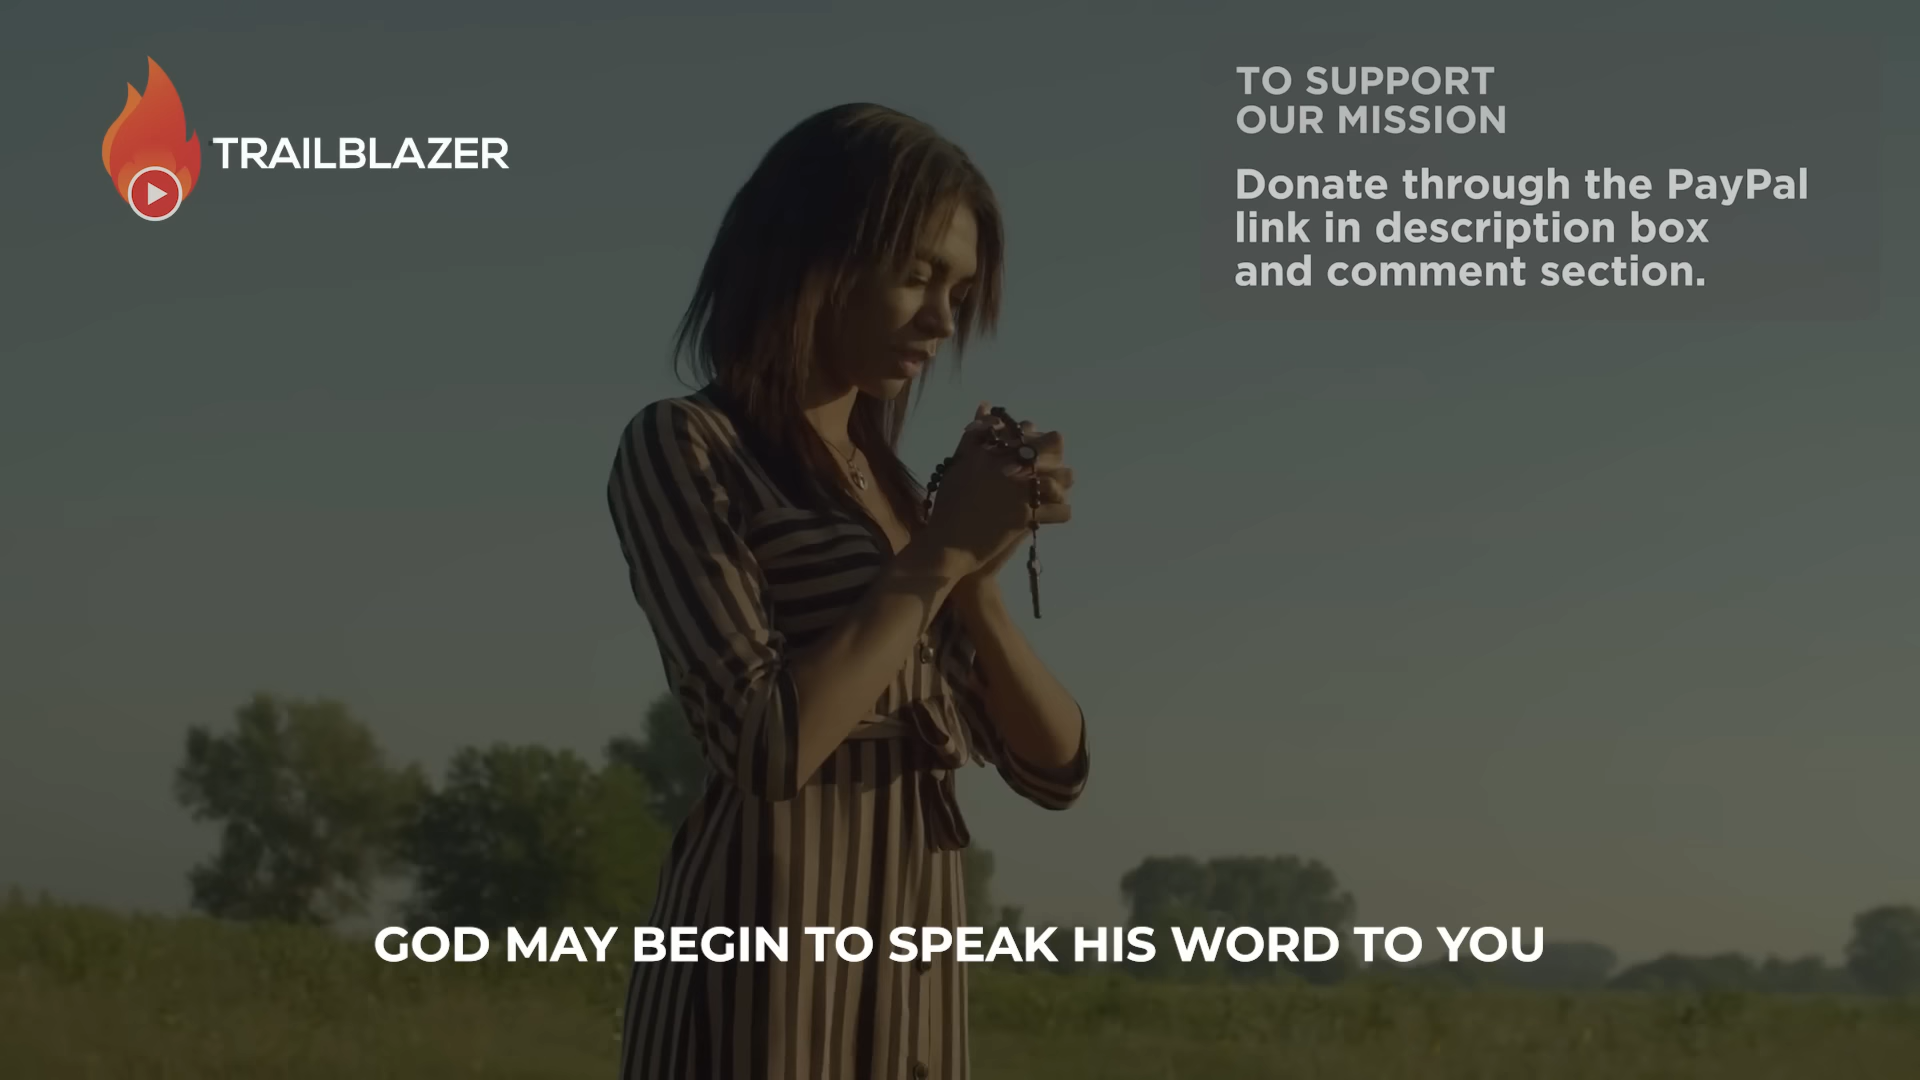 TRAILBLAZER
TO SUPPORT
OUR MISSION
Donate through the PayPal
link in description box
and comment section.
GOD MAY BEGIN TO SPEAK HIS WORD TO YOU